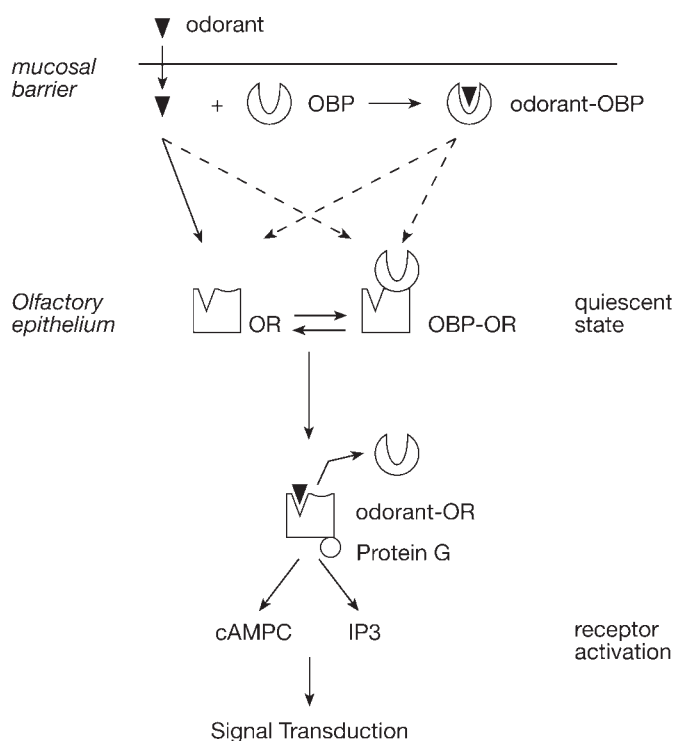 odorant
mucosal
barrier
+ OBP odorant-OBP
Olfactory
epithelium
OR OBP-OR
quiescent
state
odorant-OR
Protein G
cAMPC IP3
receptor
activation
Signal Transduction